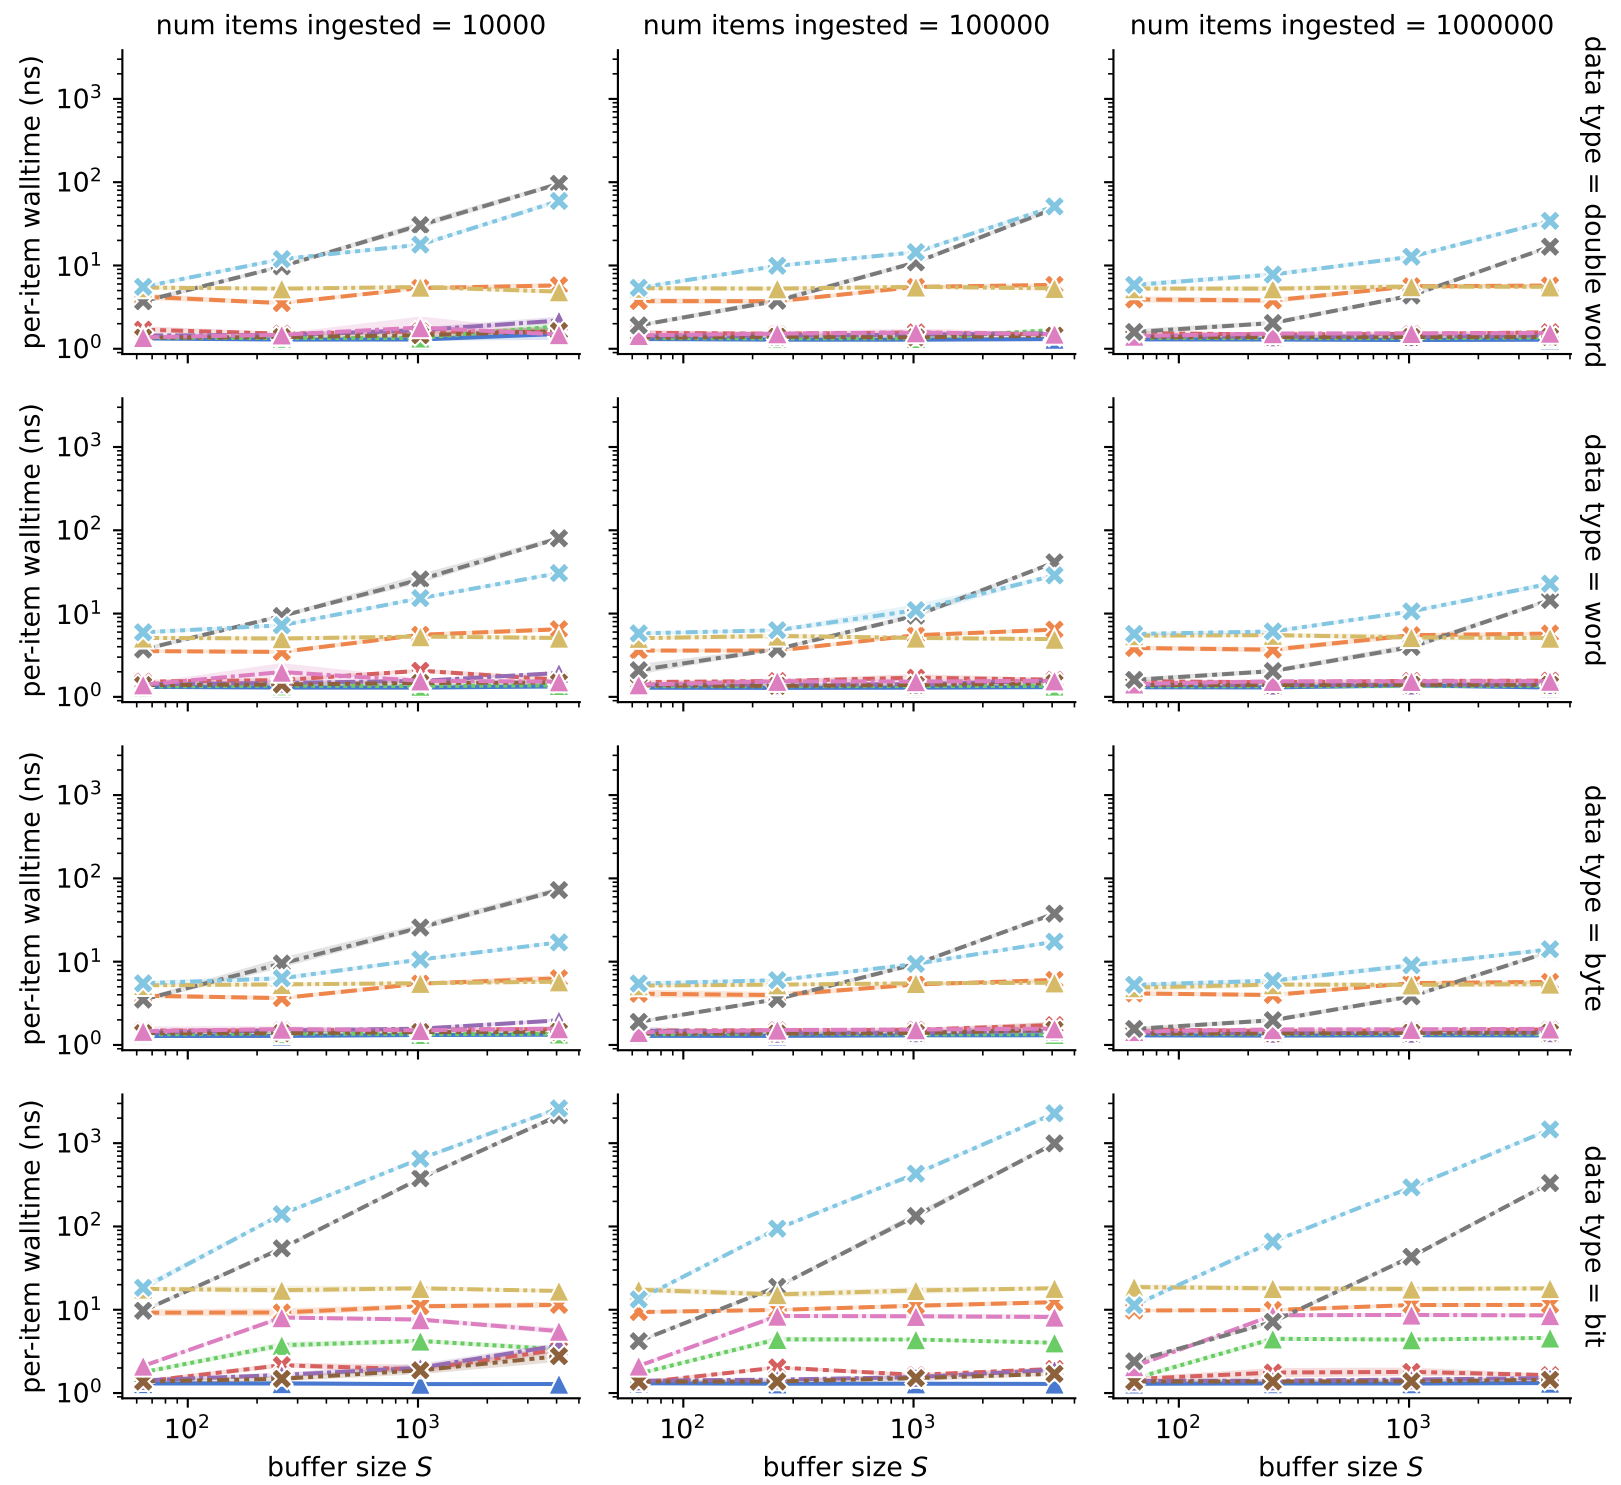 num items ingested = 10000
num items ingested = 100000
num items ingested = 1000000
per-item walltime (ns)
10³
10²
10¹
10⁰
data type = double word
per-item walltime (ns)
10³
10²
10¹
10⁰
data type = word
per-item walltime (ns)
10³
10²
10¹
10⁰
data type = byte
per-item walltime (ns)
10³
10²
10¹
10⁰
data type = bit
10²
10³
10²
10³
10²
10³
buffer size S
buffer size S
buffer size S